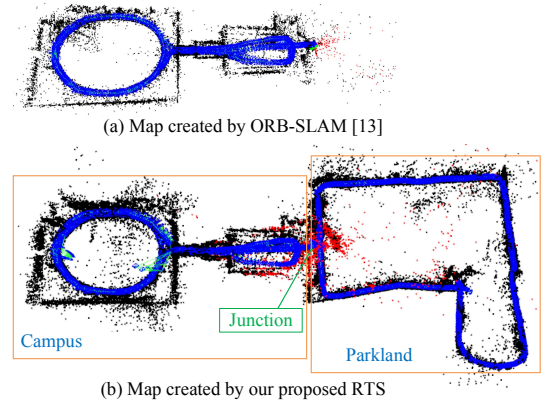 (a) Map created by ORB-SLAM [13]
Junction
Campus
Parkland
(b) Map created by our proposed RTS